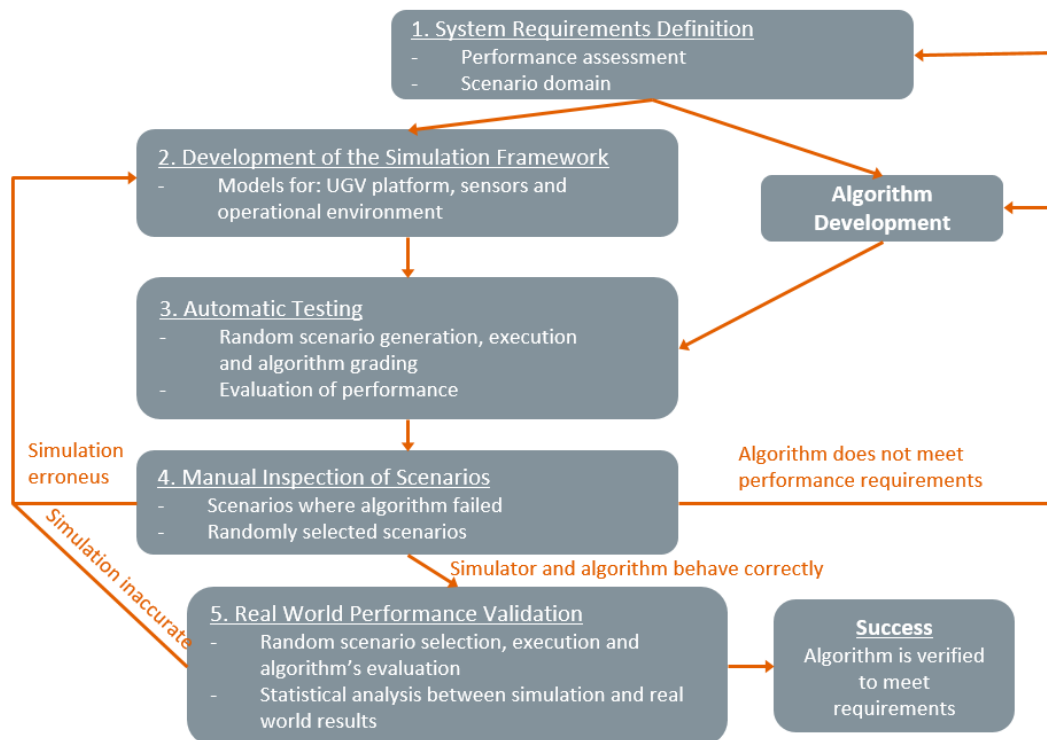 1. System Requirements Definition
- Performance assessment
- Scenario domain
2. Development of the Simulation Framework
- Models for: UGV platform, sensors and
operational environment
Algorithm
Development
3. Automatic Testing
- Random scenario generation, execution
and algorithm grading
- Evaluation of performance
Simulation
erroneus
4. Manual Inspection of Scenarios
- Scenarios where algorithm failed
- Randomly selected scenarios
Algorithm does not meet
performance requirements
Simulation inaccurate
Simulator and algorithm behave correctly
5. Real World Performance Validation
- Random scenario selection, execution and
algorithm’s evaluation
- Statistical analysis between simulation and real
world results
Success
Algorithm is verified
to meet
requirements